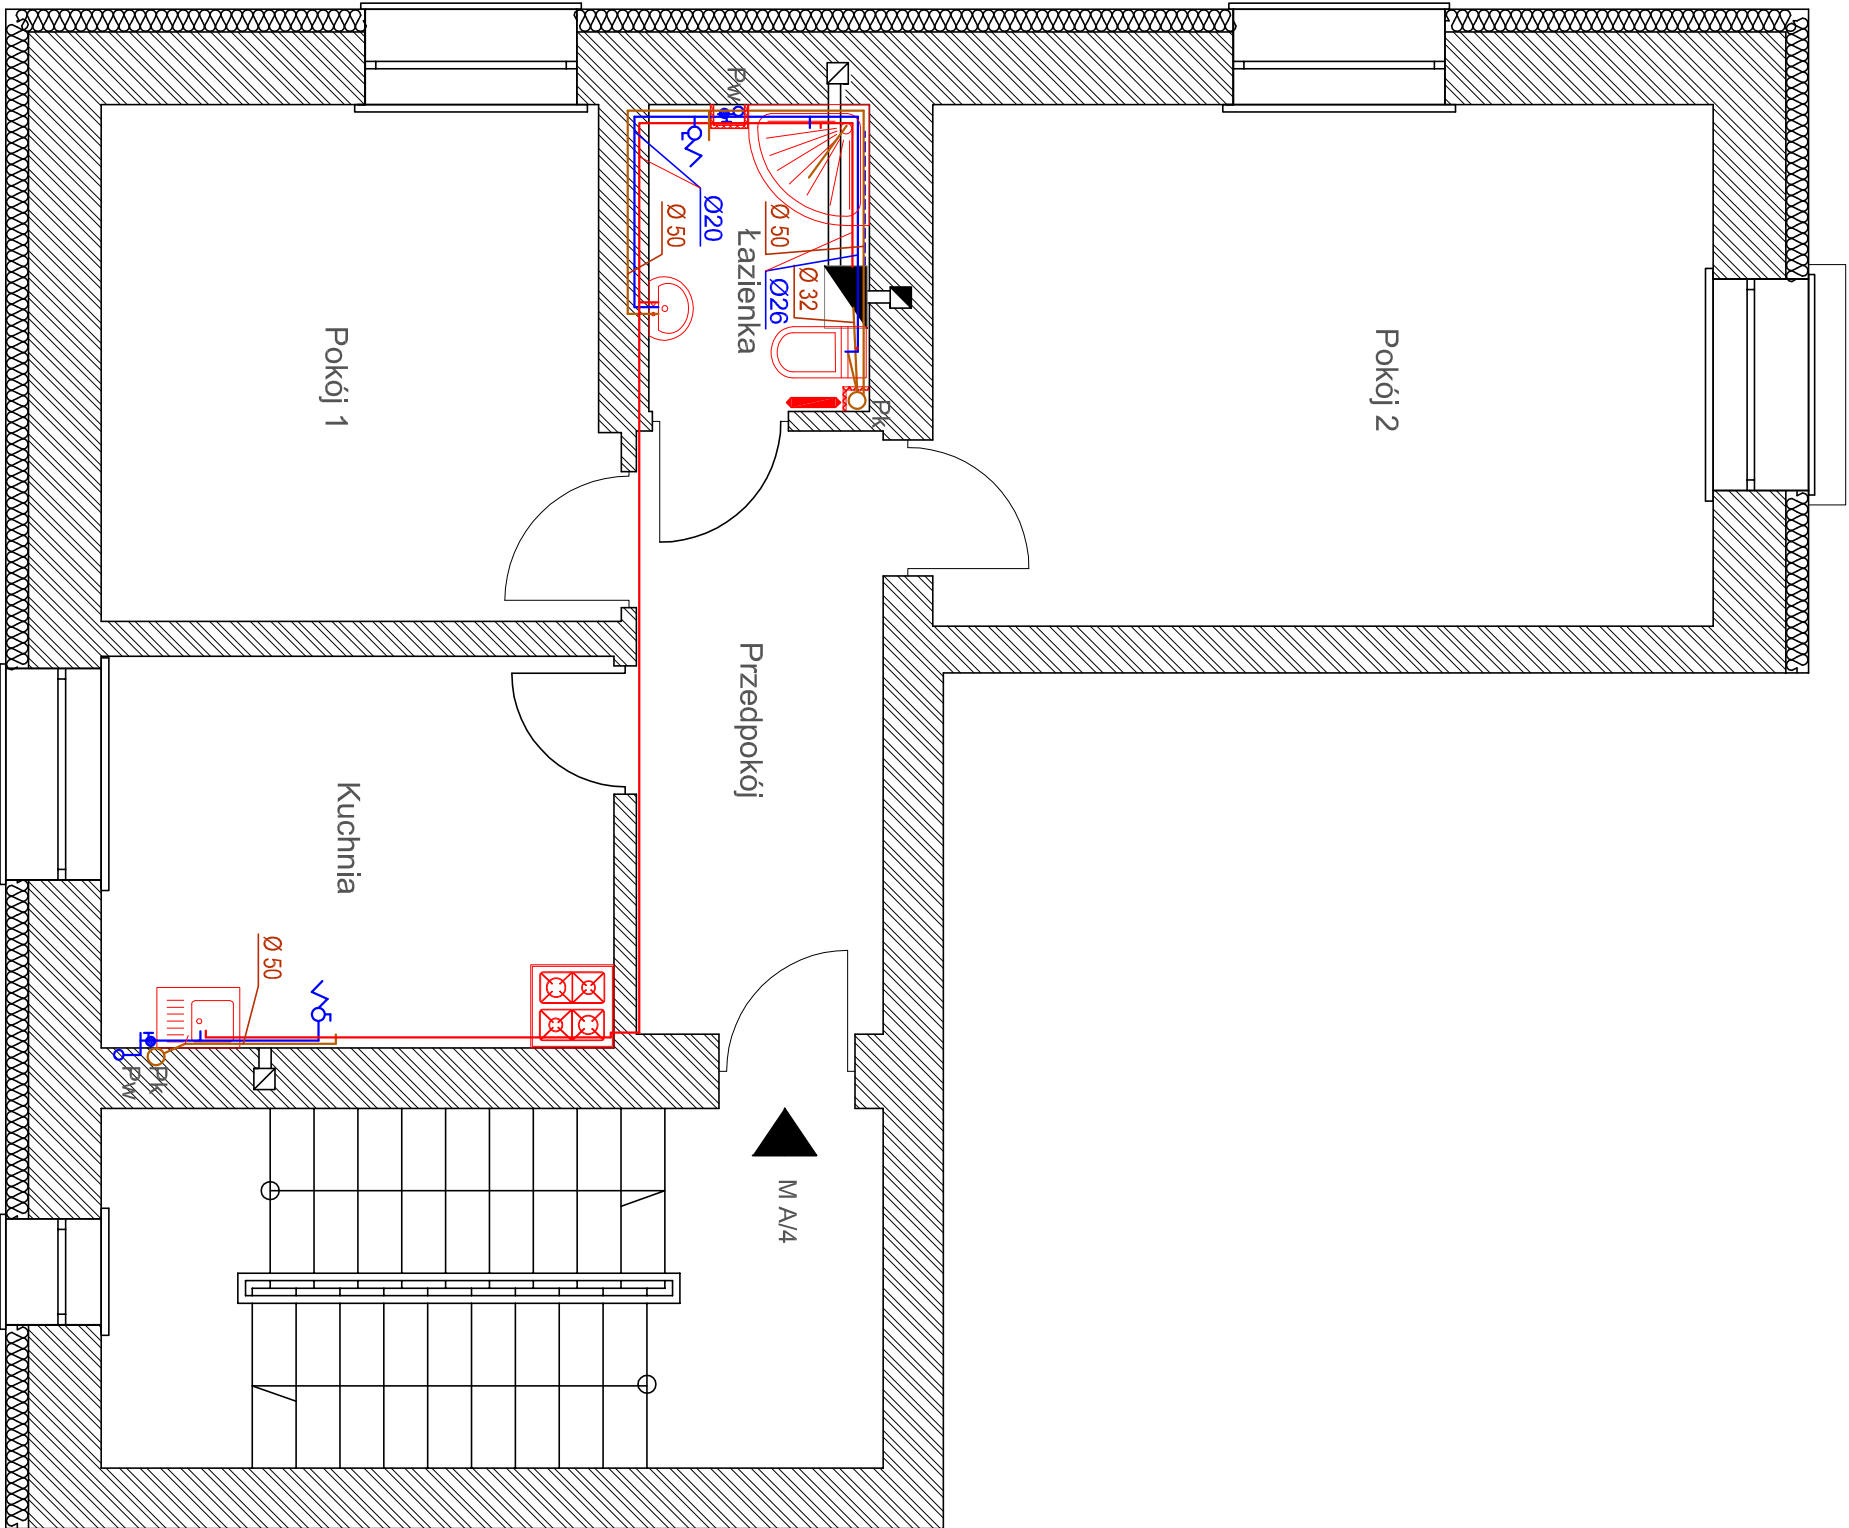 Pw
Ø20
Ø 50
Ø 50
Łazienka
Ø 32
Ø26
Pk
Pokój 1
Pokój 2
Przedpokój
Kuchnia
Ø 50
Pk
Pw
M A/4